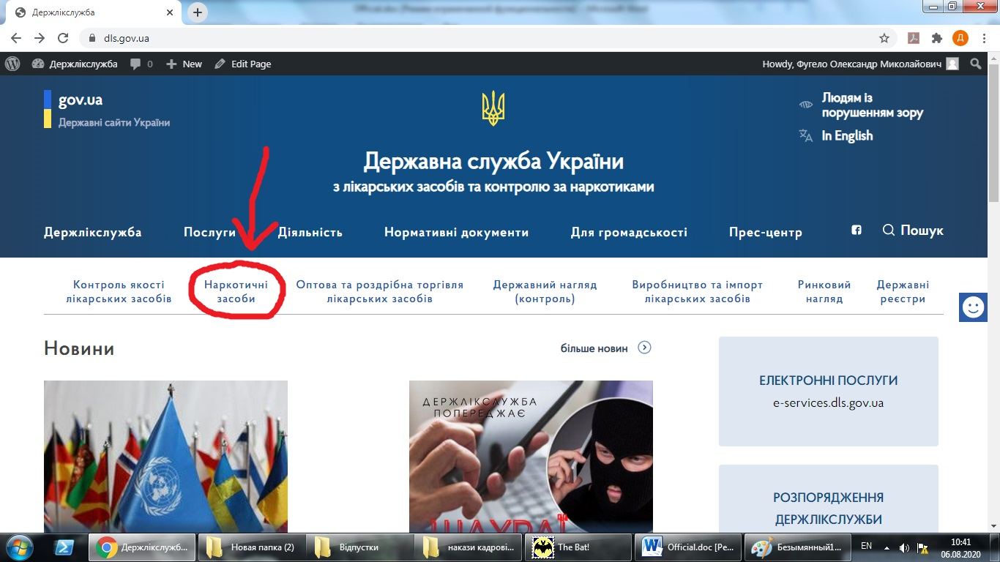 Держлікслужба
dls.gov.ua
Д
Держлікслужба 0 New Edit Page
Howdy, Фугело Олександр Миколайович
gov.ua
Державні сайти України
Людям із
порушенням зору
In English
Державна служба України
з лікарських засобів та контролю за наркотиками
Держлікслужба Послуги Діяльність Нормативні документи Для громадськості Прес-центр Пошук
Контроль якості
лікарських засобів
Наркотичні
засоби
Оптова та роздрібна торгівля
лікарських засобів
Державний нагляд
(контроль)
Виробництво та імпорт
лікарських засобів
Ринковий
нагляд
Державні
реєстри
Новини
більше новин
ДЕРЖЛІКСЛУЖБА
ПОПЕРЕДЖАЄ
ШАХРАЇ
ЕЛЕКТРОННІ ПОСЛУГИ
e-services.dls.gov.ua
РОЗПОРЯДЖЕННЯ
ДЕРЖЛІКСЛУЖБИ
Держлікслужб... Новая папка (2) Відпустки накази кадрові... The Bat! Official.doc [Ре... Безымянный1... EN
10:41
06.08.2020